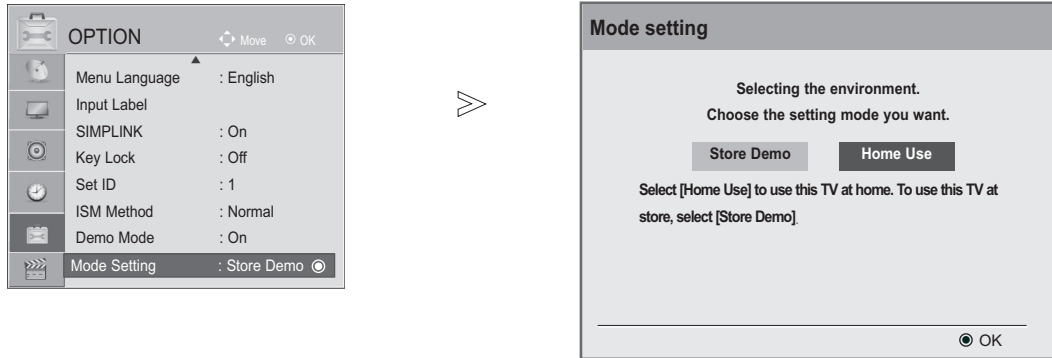 OPTION
Move OK
Menu Language : English
Input Label
SIMPLINK : On
Key Lock : Off
Set ID : 1
ISM Method : Normal
Demo Mode : On
Mode Setting : Store Demo
Mode setting
Selecting the environment.
Choose the setting mode you want.
Store Demo Home Use
Select [Home Use] to use this TV at home. To use this TV at
store, select [Store Demo].
OK